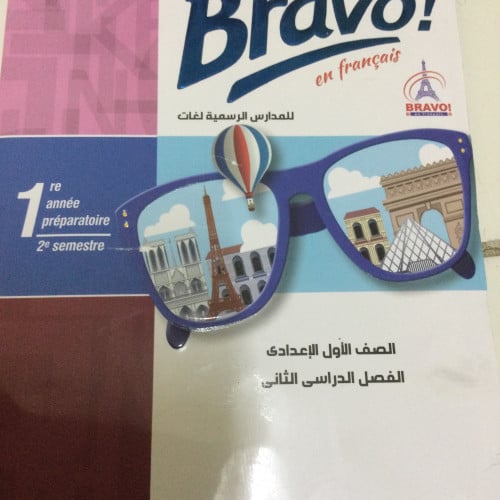 Bravo!
en français
BRAVO!
للمدارس الرسمية لغات
1re
année
préparatoire
2e semestre
الصف الأول الإعدادى
الفصل الدراسى الثانى